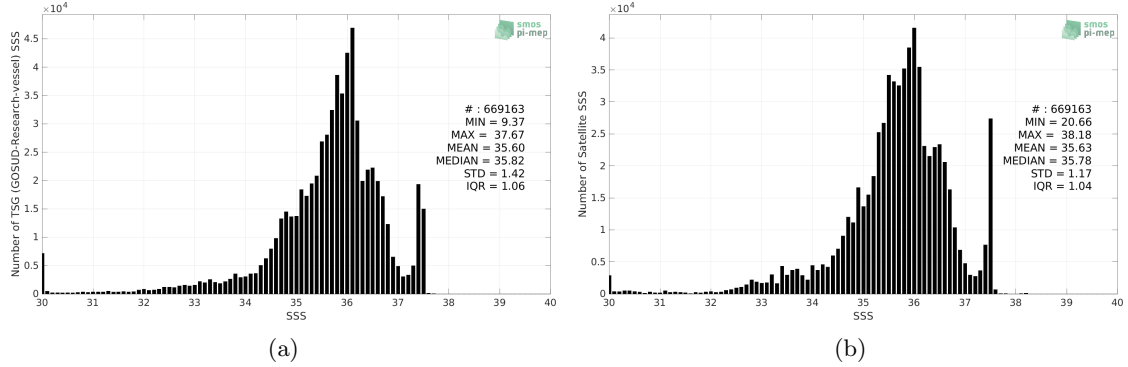 ×10⁴
4.5
4
3.5
3
2.5
2
1.5
1
0.5
0
30 31 32 33 34 35 36 37 38 39 40
SSS
Number of TSG (GOSUD-Research-vessel) SSS
smos
pi-mep
# : 669163
MIN = 9.37
MAX = 37.67
MEAN = 35.60
MEDIAN = 35.82
STD = 1.42
IQR = 1.06
(a)
×10⁴
4
3.5
3
2.5
2
1.5
1
0.5
0
30 31 32 33 34 35 36 37 38 39 40
SSS
Number of Satellite SSS
smos
pi-mep
# : 669163
MIN = 20.66
MAX = 38.18
MEAN = 35.63
MEDIAN = 35.78
STD = 1.17
IQR = 1.04
(b)